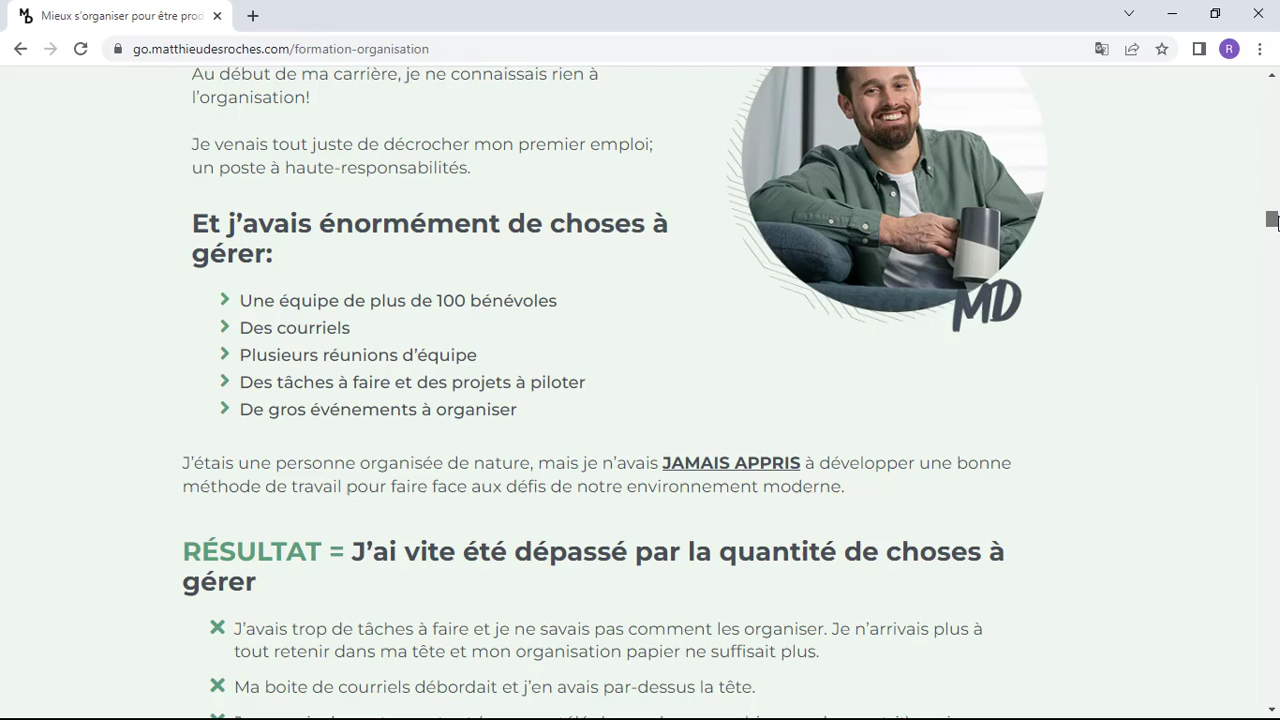 Mieux s'organiser pour être prod
go.matthieudesroches.com/formation-organisation
R
Au début de ma carrière, je ne connaissais rien à
l'organisation!
Je venais tout juste de décrocher mon premier emploi;
un poste à haute-responsabilités.
Et j'avais énormément de choses à
gérer:
Une équipe de plus de 100 bénévoles
Des courriels
Plusieurs réunions d'équipe
Des tâches à faire et des projets à piloter
De gros événements à organiser
MD
J'étais une personne organisée de nature, mais je n'avais JAMAIS APPRIS à développer une bonne
méthode de travail pour faire face aux défis de notre environnement moderne.
RÉSULTAT = J'ai vite été dépassé par la quantité de choses à
gérer
J'avais trop de tâches à faire et je ne savais pas comment les organiser. Je n'arrivais plus à
tout retenir dans ma tête et mon organisation papier ne suffisait plus.
Ma boite de courriels débordait et j'en avais par-dessus la tête.